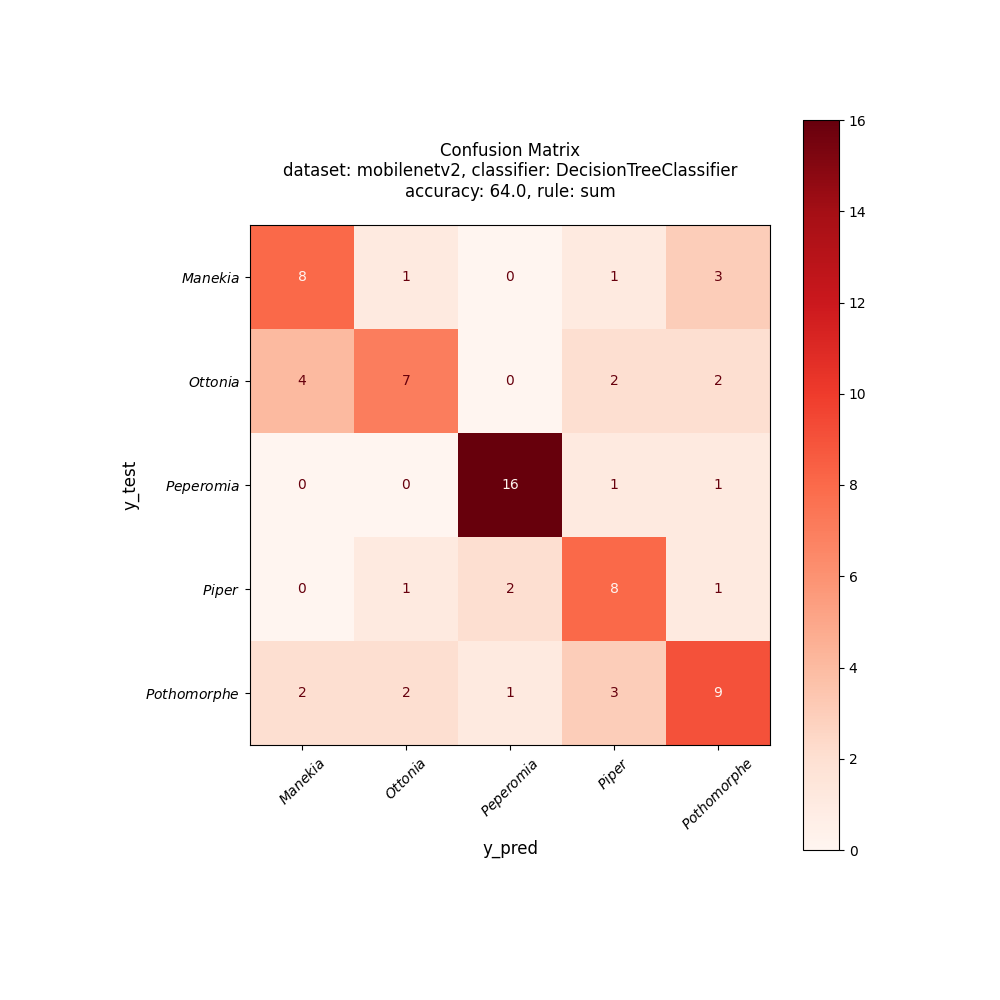 Confusion Matrix
dataset: mobilenetv2, classifier: DecisionTreeClassifier
accuracy: 64.0, rule: sum
y_test
Manekia 8 1 0 1 3
Ottonia 4 7 0 2 2
Peperomia 0 0 16 1 1
Piper 0 1 2 8 1
Pothomorphe 2 2 1 3 9
Manekia Ottonia Peperomia Piper Pothomorphe
y_pred
16
14
12
10
8
6
4
2
0